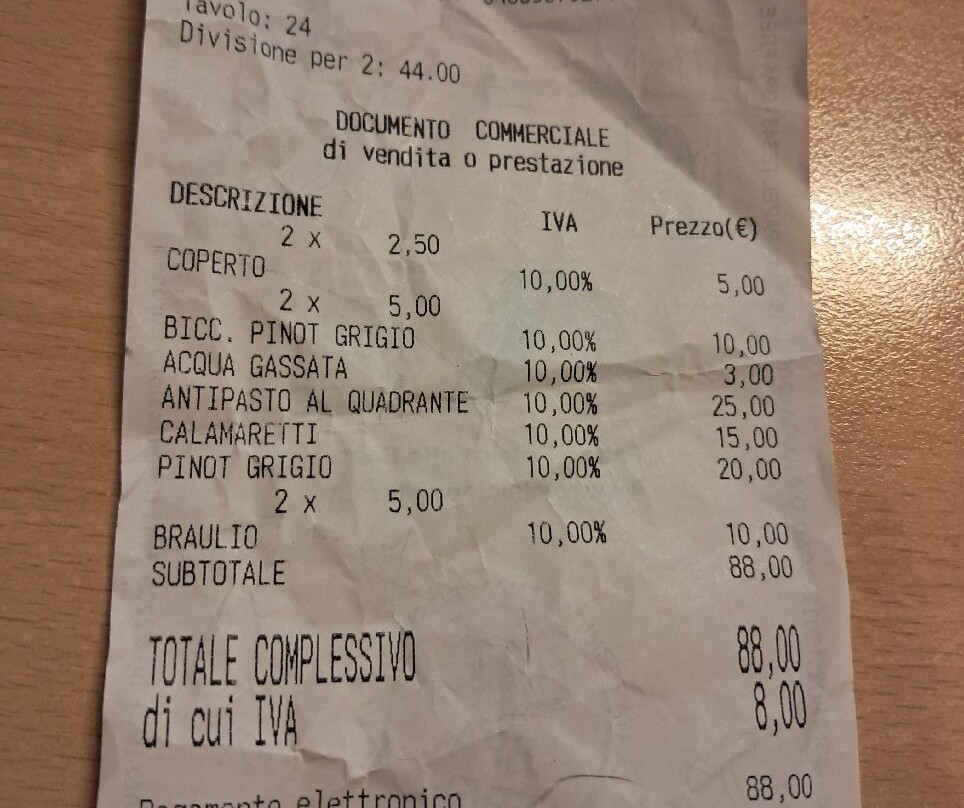 Tavolo: 24
Divisione per 2: 44.00
DOCUMENTO COMMERCIALE
di vendita o prestazione
DESCRIZIONE IVA Prezzo(€)
2 x 2,50
COPERTO 10,00% 5,00
2 x 5,00
BICC. PINOT GRIGIO 10,00% 10,00
ACQUA GASSATA 10,00% 3,00
ANTIPASTO AL QUADRANTE 10,00% 25,00
CALAMARETTI 10,00% 15,00
PINOT GRIGIO 10,00% 20,00
2 x 5,00
BRAULIO 10,00% 10,00
SUBTOTALE 88,00
TOTALE COMPLESSIVO 88,00
di cui IVA 8,00
Pagamento elettronico 88,00